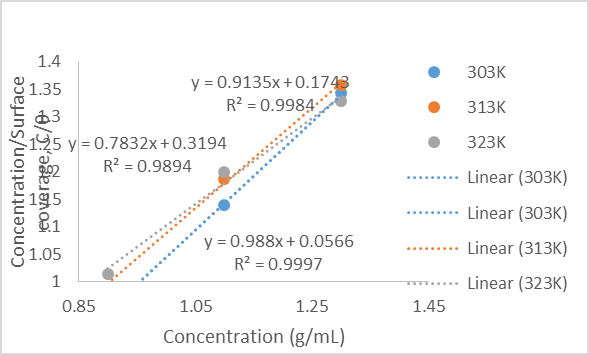 Concentration/Surface
coverage, c/θ
1.4
1.35
1.3
1.25
1.2
1.15
1.1
1.05
1
y = 0.9135x + 0.1743
R² = 0.9984
y = 0.7832x + 0.3194
R² = 0.9894
y = 0.988x + 0.0566
R² = 0.9997
0.85
1.05
1.25
1.45
Concentration (g/mL)
303K
313K
323K
Linear (303K)
Linear (303K)
Linear (313K)
Linear (323K)